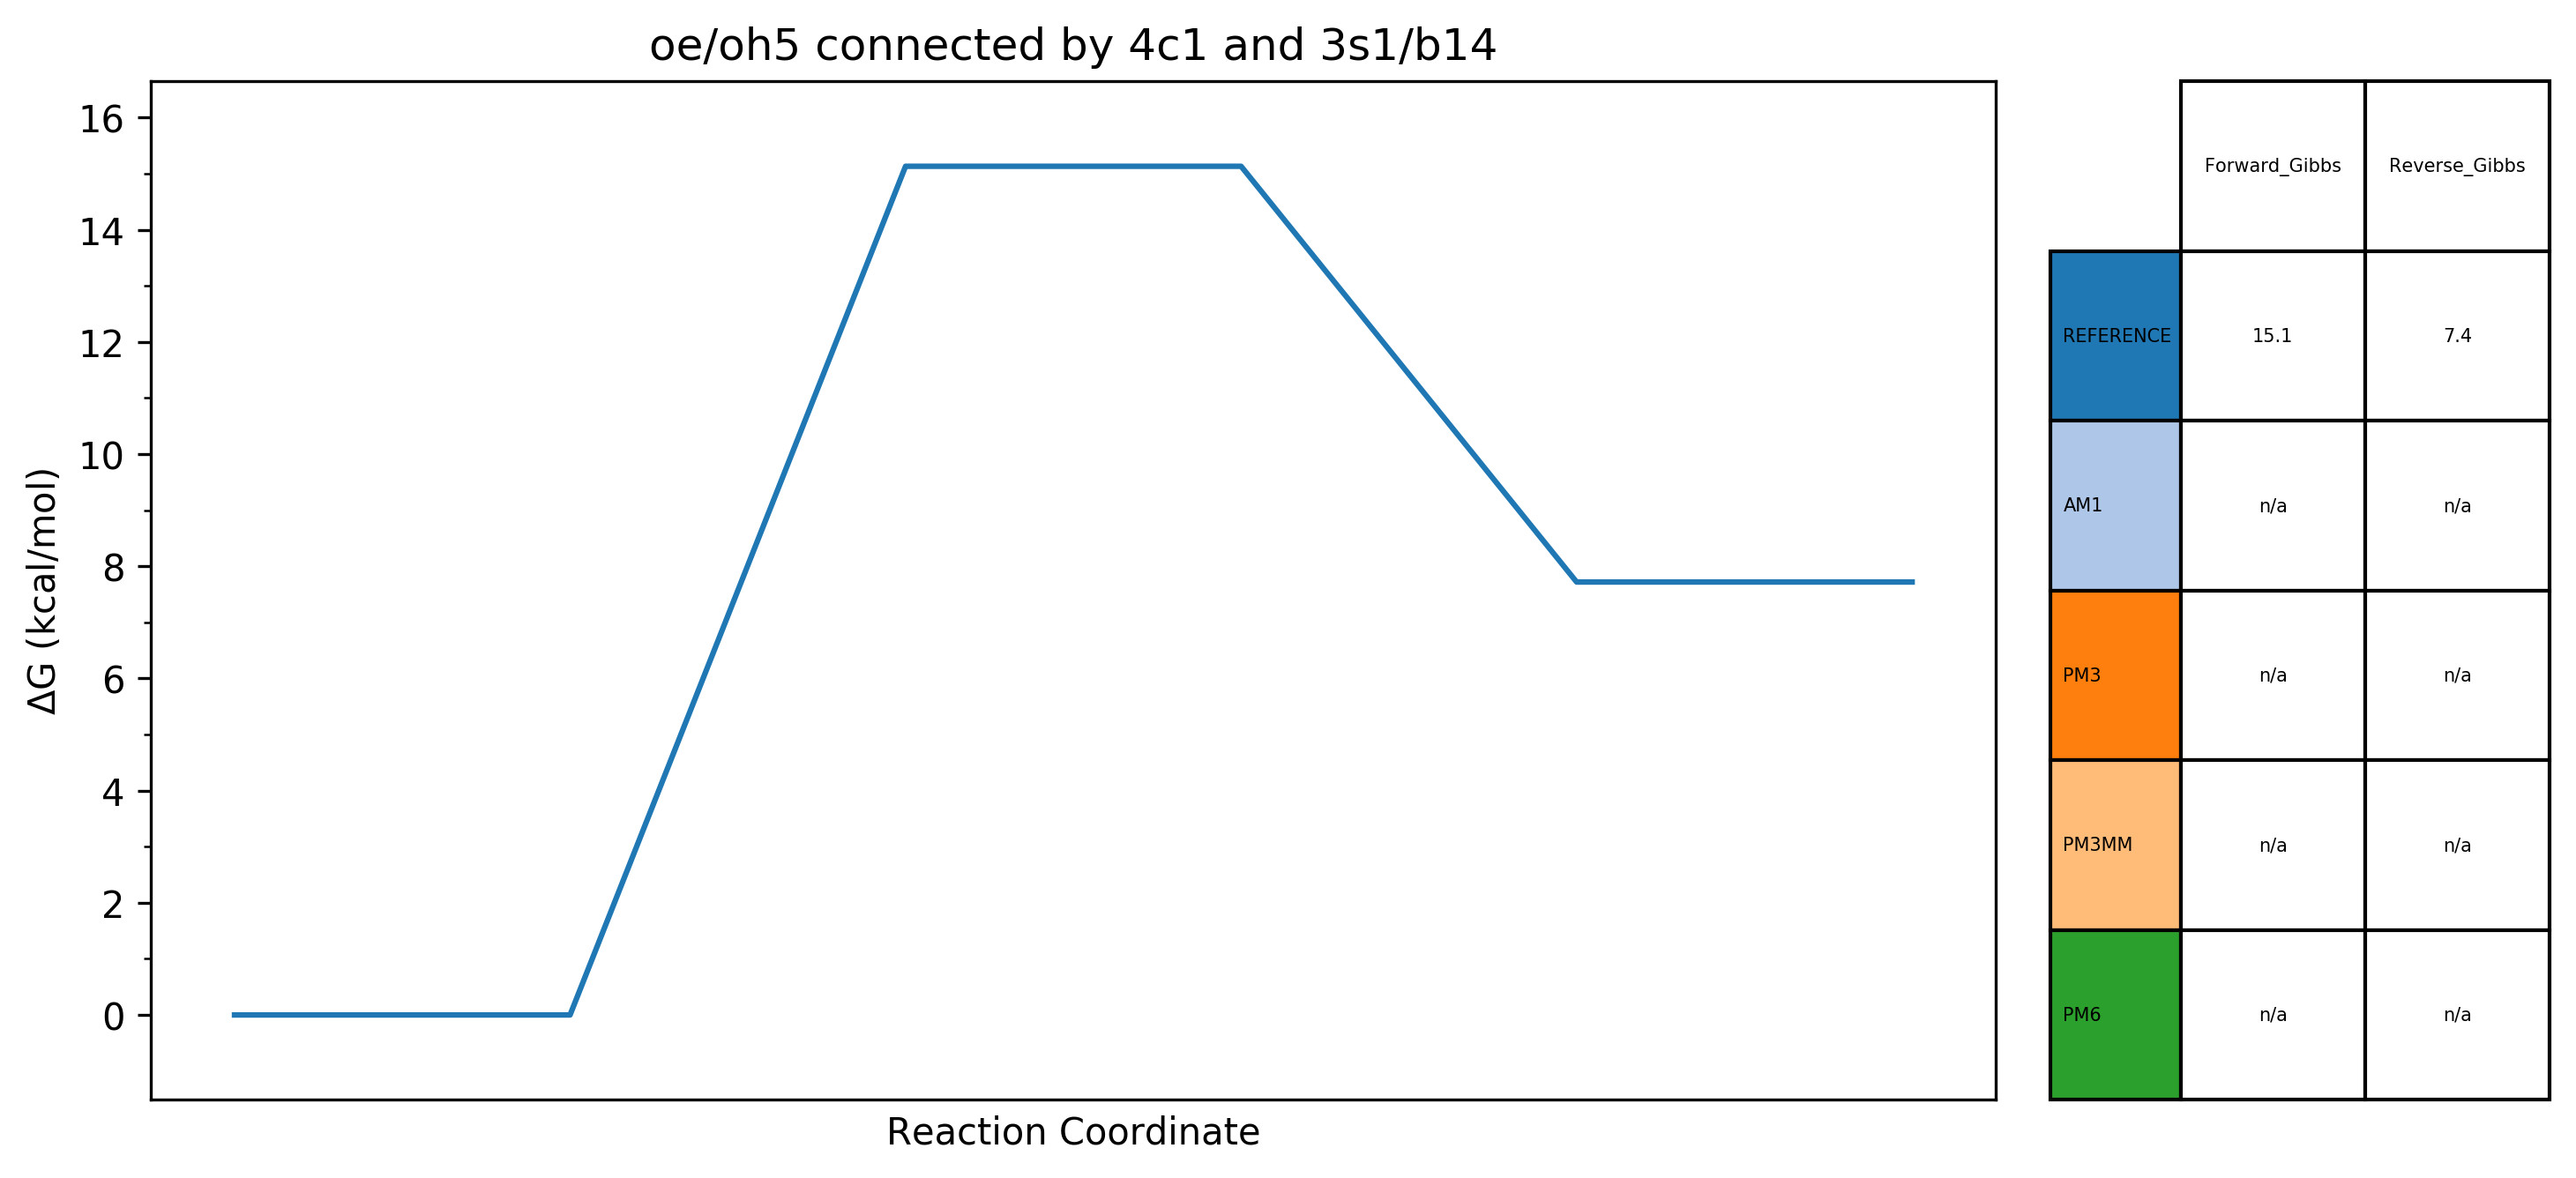 oe/oh5 connected by 4c1 and 3s1/b14
ΔG (kcal/mol)
16
14
12
10
8
6
4
2
0
Reaction Coordinate
Forward_Gibbs Reverse_Gibbs
REFERENCE 15.1 7.4
AM1 n/a n/a
PM3 n/a n/a
PM3MM n/a n/a
PM6 n/a n/a